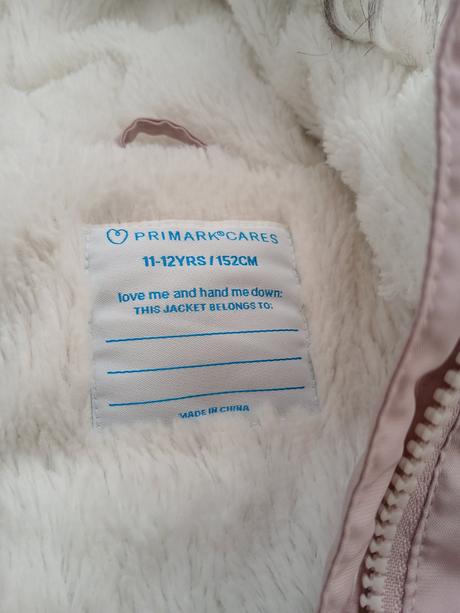 PRIMARK®CARES
11-12YRS / 152CM
love me and hand me down:
THIS JACKET BELONGS TO:
MADE IN CHINA